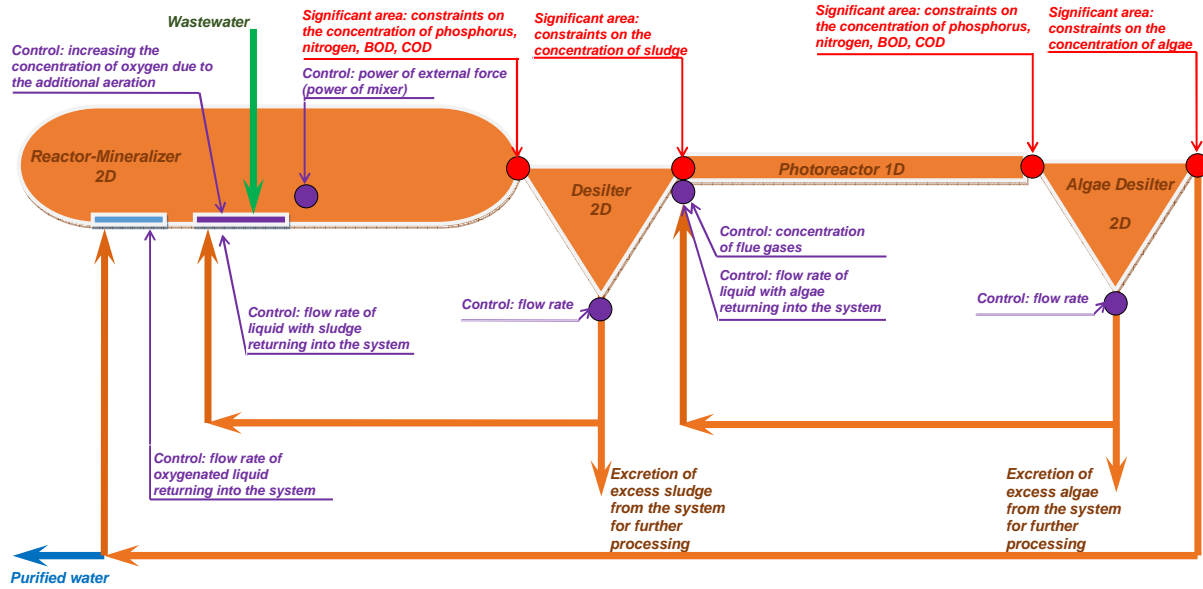 Wastewater
Control: increasing the
concentration of oxygen due to
the additional aeration
Significant area: constraints on
the concentration of phosphorus,
nitrogen, BOD, COD
Control: power of external force
(power of mixer)
Significant area:
constraints on the
concentration of sludge
Significant area: constraints on
the concentration of phosphorus,
nitrogen, BOD, COD
Significant area:
constraints on the
concentration of algae
Reactor-Mineralizer
2D
Desilter
2D
Photoreactor 1D
Algae Desilter
2D
Control: concentration
of flue gases
Control: flow rate of
liquid with algae
returning into the system
Control: flow rate
Control: flow rate
Control: flow rate of
liquid with sludge
returning into the system
Control: flow rate of
oxygenated liquid
returning into the system
Excretion of
excess sludge
from the system
for further
processing
Excretion of
excess algae
from the system
for further
processing
Purified water